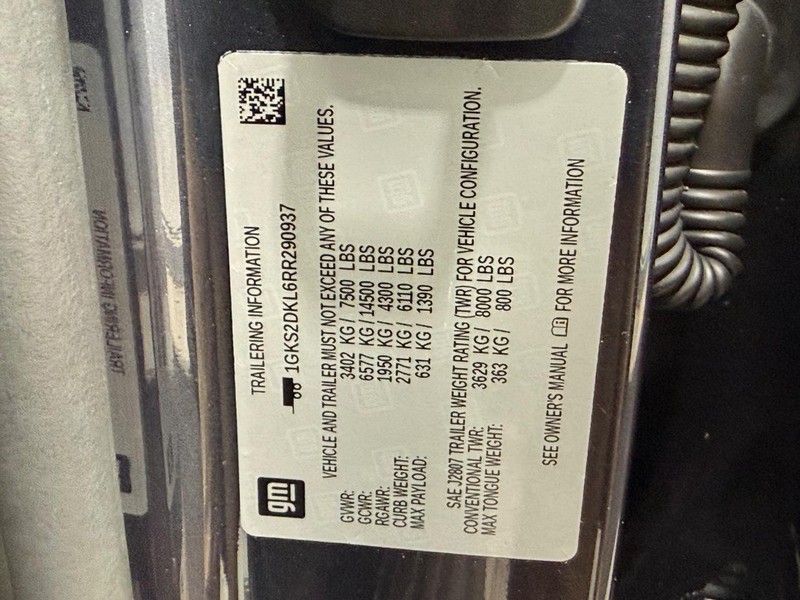 gm
TRAILERING INFORMATION
1GKS2DKL6RR290937
VEHICLE AND TRAILER MUST NOT EXCEED ANY OF THESE VALUES.
GVWR: 3402 KG / 7500 LBS
GCWR: 6577 KG / 14500 LBS
RGAWR: 1950 KG / 4300 LBS
CURB WEIGHT: 2771 KG / 6110 LBS
MAX PAYLOAD: 631 KG / 1390 LBS
SAE J2807 TRAILER WEIGHT RATING (TWR) FOR VEHICLE CONFIGURATION.
CONVENTIONAL TWR: 3629 KG / 8000 LBS
MAX TONGUE WEIGHT: 363 KG / 800 LBS
SEE OWNER'S MANUAL FOR MORE INFORMATION
TRAILERING INFORMATION